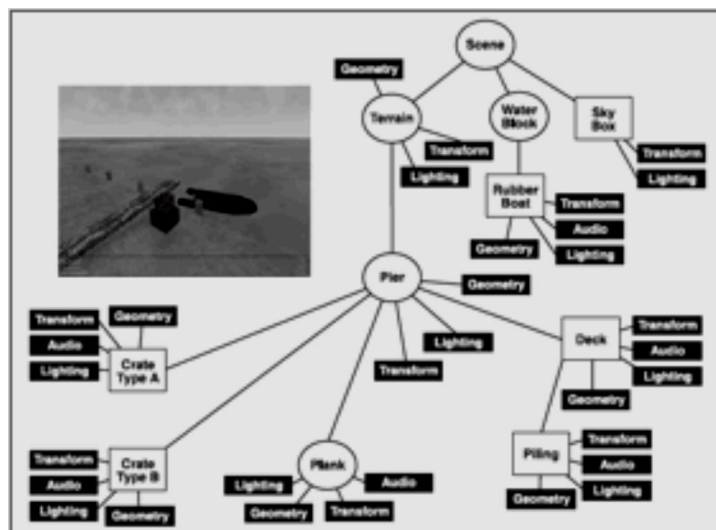 Scene
Geometry
Terrain
Water
Block
Sky
Box
Transform
Lighting
Transform
Lighting
Rubber
Boat
Transform
Audio
Lighting
Geometry
Pier
Geometry
Transform
Geometry
Audio
Lighting
Crate
Type A
Lighting
Transform
Deck
Transform
Audio
Lighting
Geometry
Transform
Audio
Lighting
Crate
Type B
Geometry
Plank
Lighting
Audio
Geometry
Transform
Piling
Transform
Audio
Lighting
Geometry